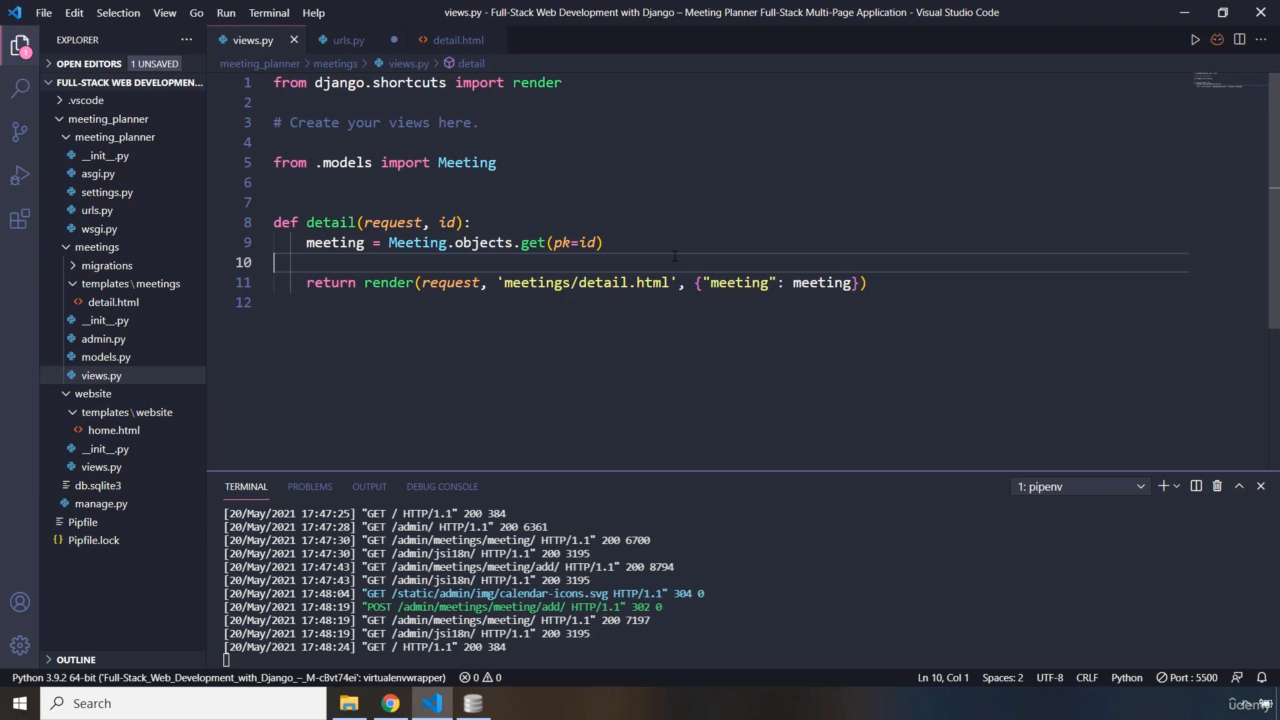 File Edit Selection View Go Run Terminal Help
views.py - Full-Stack Web Development with Django – Meeting Planner Full-Stack Multi-Page Application - Visual Studio Code
EXPLORER
OPEN EDITORS 1 UNSAVED
FULL-STACK WEB DEVELOPMEN...
.vscode
meeting_planner
meeting_planner
__init__.py
asgi.py
settings.py
urls.py
wsgi.py
meetings
migrations
templates\meetings
detail.html
__init__.py
admin.py
models.py
views.py
website
templates\website
home.html
__init__.py
views.py
db.sqlite3
manage.py
Pipfile
Pipfile.lock
OUTLINE
1
views.py urls.py detail.html
meeting_planner > meetings > views.py > detail
1 from django.shortcuts import render
2
3 # Create your views here.
4
5 from .models import Meeting
6
7
8 def detail(request, id):
9 meeting = Meeting.objects.get(pk=id)
10
11 return render(request, 'meetings/detail.html', {"meeting": meeting})
12
TERMINAL PROBLEMS OUTPUT DEBUG CONSOLE 1: pipenv
[20/May/2021 17:47:25] "GET / HTTP/1.1" 200 384
[20/May/2021 17:47:28] "GET /admin/ HTTP/1.1" 200 6361
[20/May/2021 17:47:30] "GET /admin/meetings/meeting/ HTTP/1.1" 200 6700
[20/May/2021 17:47:30] "GET /admin/jsi18n/ HTTP/1.1" 200 3195
[20/May/2021 17:47:43] "GET /admin/meetings/meeting/add/ HTTP/1.1" 200 8794
[20/May/2021 17:47:43] "GET /admin/jsi18n/ HTTP/1.1" 200 3195
[20/May/2021 17:48:04] "GET /static/admin/img/calendar-icons.svg HTTP/1.1" 304 0
[20/May/2021 17:48:19] "POST /admin/meetings/meeting/add/ HTTP/1.1" 302 0
[20/May/2021 17:48:19] "GET /admin/meetings/meeting/ HTTP/1.1" 200 7197
[20/May/2021 17:48:19] "GET /admin/jsi18n/ HTTP/1.1" 200 3195
[20/May/2021 17:48:24] "GET / HTTP/1.1" 200 384
Python 3.9.2 64-bit ('Full-Stack_Web_Development_with_Django_–_M-cBvt74ei': virtualenvwrapper) 0 0 Ln 10, Col 1 Spaces: 2 UTF-8 CRLF Python Port : 5500
Search
Udemy